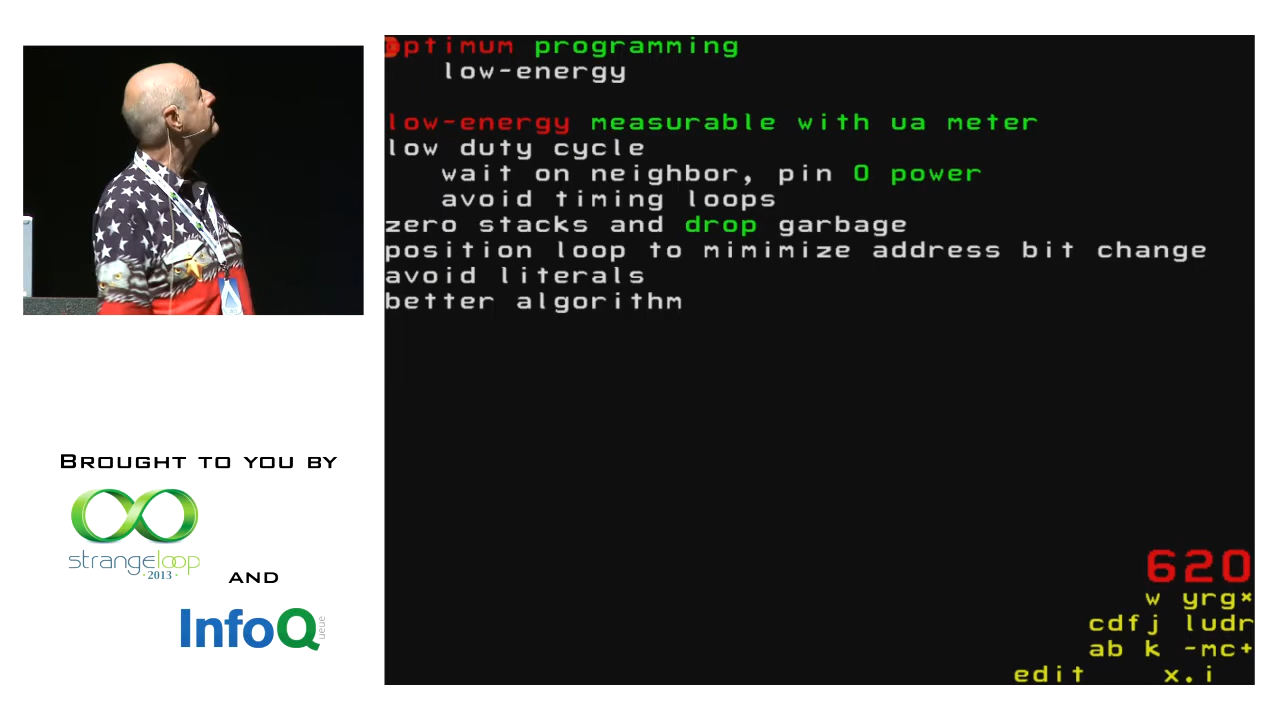 optimum programming
low-energy
low-energy measurable with ua meter
low duty cycle
wait on neighbor, pin 0 power
avoid timing loops
zero stacks and drop garbage
position loop to mimimize address bit change
avoid literals
better algorithm
620
w yrg*
cdfj ludr
ab k -mc+
edit x.i
BROUGHT TO YOU BY
strangeloop
·2013·
AND
InfoQueue